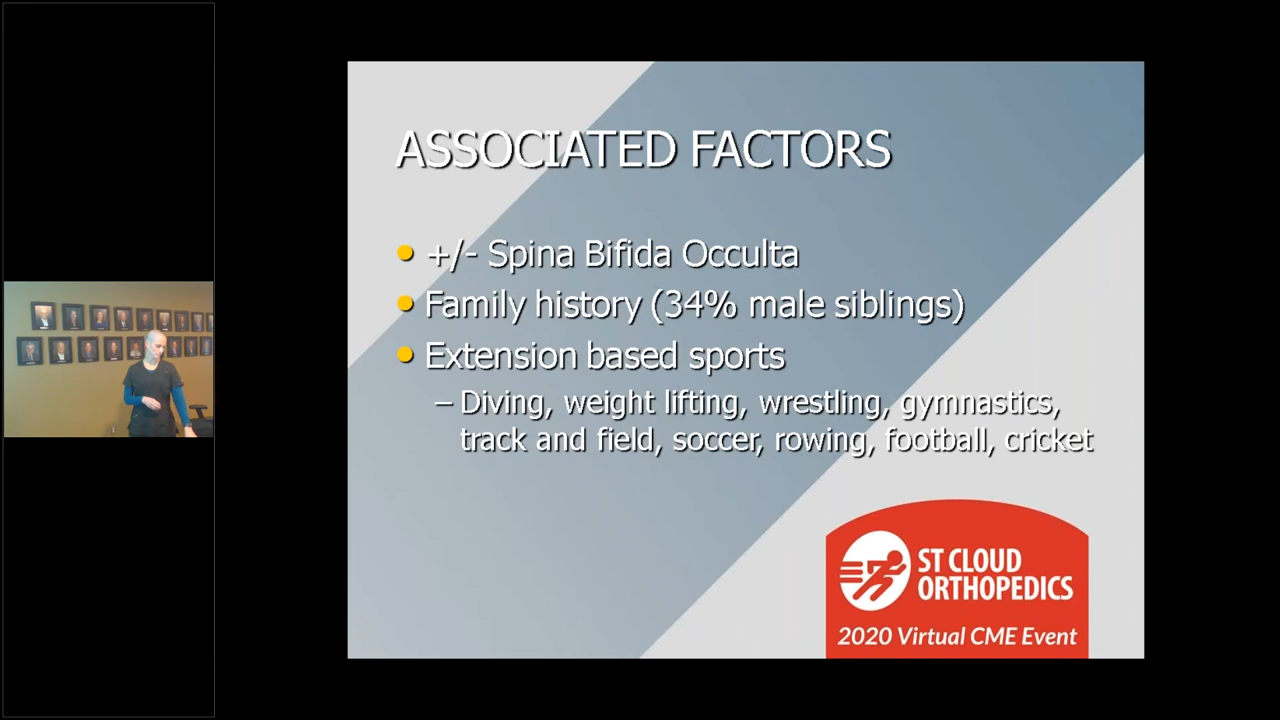 ASSOCIATED FACTORS
+/- Spina Bifida Occulta
Family history (34% male siblings)
Extension based sports
– Diving, weight lifting, wrestling, gymnastics,
track and field, soccer, rowing, football, cricket
ST CLOUD
ORTHOPEDICS
2020 Virtual CME Event